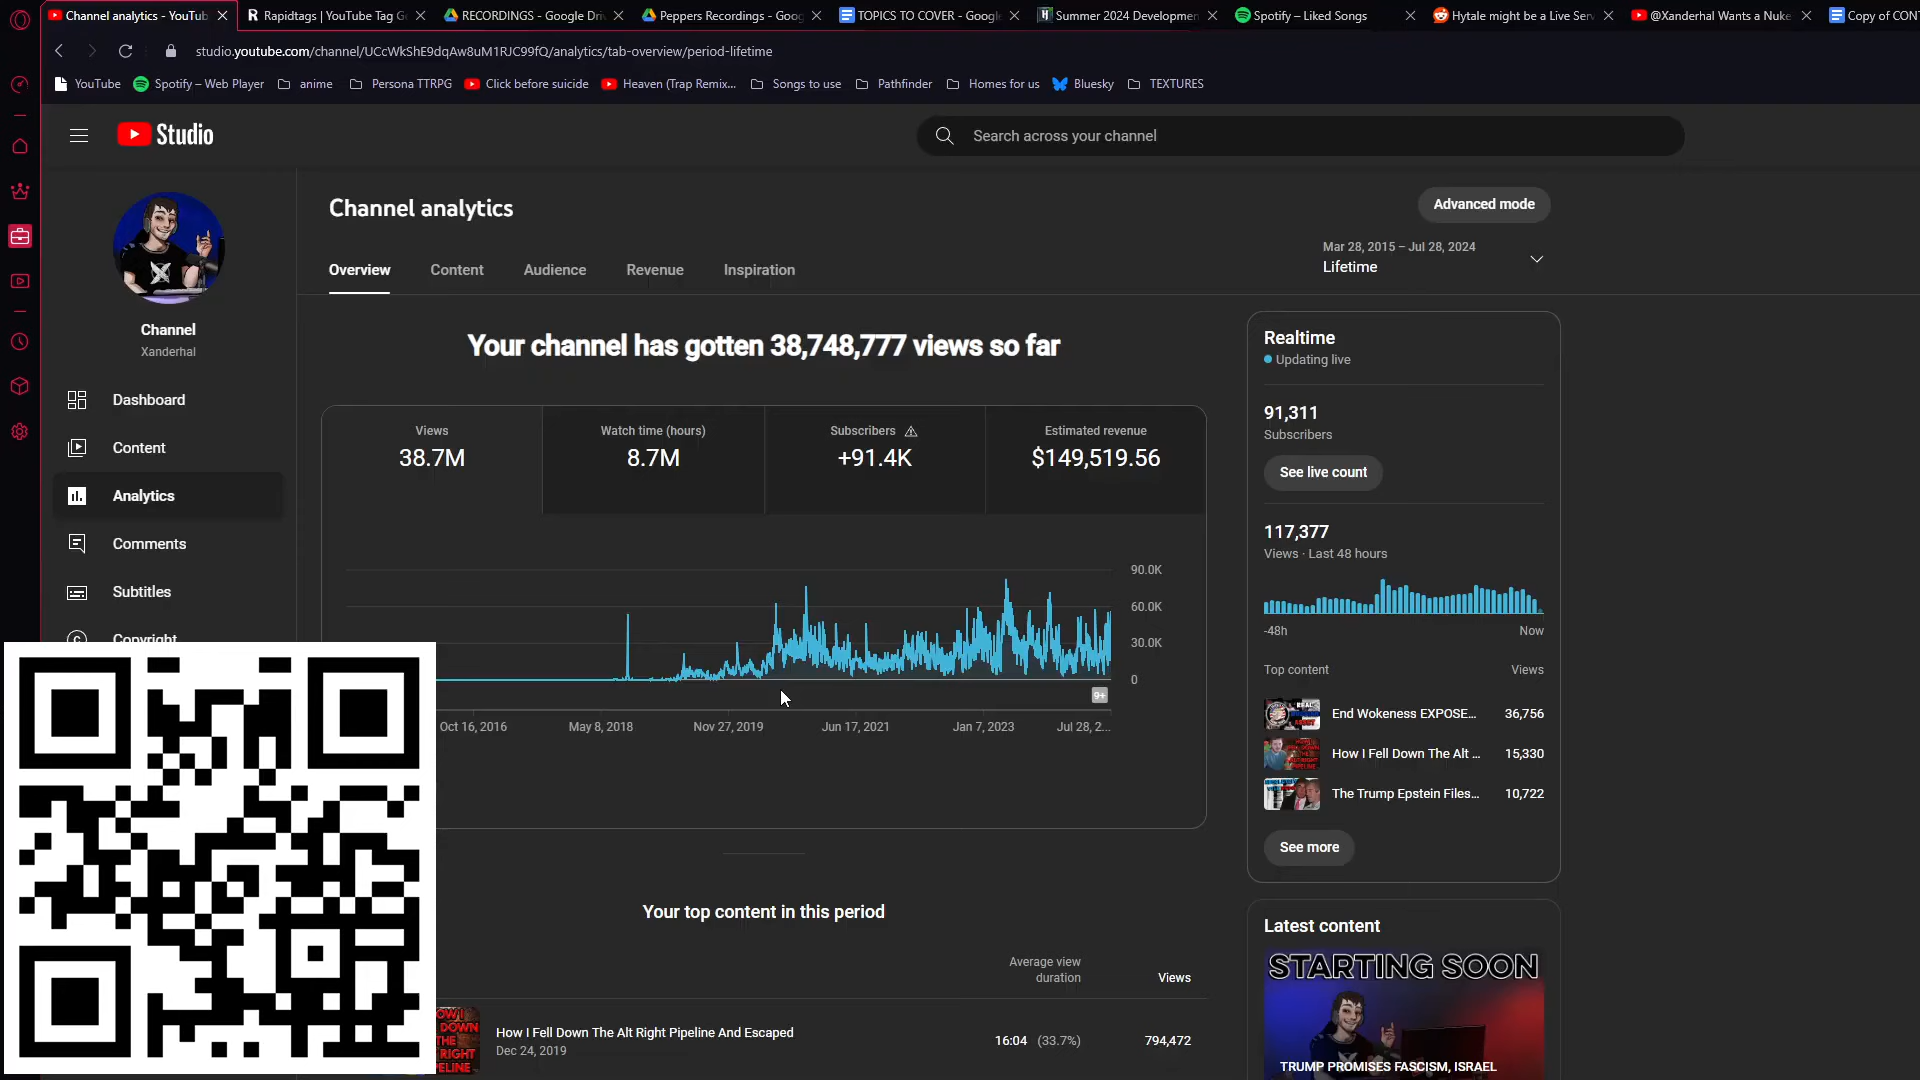 Channel analytics - YouTub
Rapidtags | YouTube Tag G
RECORDINGS - Google Dri
Peppers Recordings - Goog
TOPICS TO COVER - Google
Summer 2024 Developmen
Spotify – Liked Songs
Hytale might be a Live Ser
@Xanderhal Wants a Nuke
Copy of CONT
studio.youtube.com/channel/UCcWkShE9dqAw8uM1RJC99fQ/analytics/tab-overview/period-lifetime
YouTube
Spotify – Web Player
anime
Persona TTRPG
Click before suicide
Heaven (Trap Remix...
Songs to use
Pathfinder
Homes for us
Bluesky
TEXTURES
Studio
Search across your channel
Channel
Xanderhal
Dashboard
Content
Analytics
Comments
Subtitles
Copyright
Channel analytics
Advanced mode
Overview
Content
Audience
Revenue
Inspiration
Mar 28, 2015 – Jul 28, 2024
Lifetime
Your channel has gotten 38,748,777 views so far
Views
38.7M
Watch time (hours)
8.7M
Subscribers
+91.4K
Estimated revenue
$149,519.56
90.0K
60.0K
30.0K
0
9+
Oct 16, 2016
May 8, 2018
Nov 27, 2019
Jun 17, 2021
Jan 7, 2023
Jul 28, 2...
Realtime
Updating live
91,311
Subscribers
See live count
117,377
Views · Last 48 hours
-48h
Now
Top content
Views
End Wokeness EXPOSE...
36,756
How I Fell Down The Alt ...
15,330
The Trump Epstein Files...
10,722
See more
Your top content in this period
Average view
duration
Views
How I Fell Down The Alt Right Pipeline And Escaped
Dec 24, 2019
16:04 (33.7%)
794,472
Latest content
STARTING SOON
TRUMP PROMISES FASCISM, ISRAEL